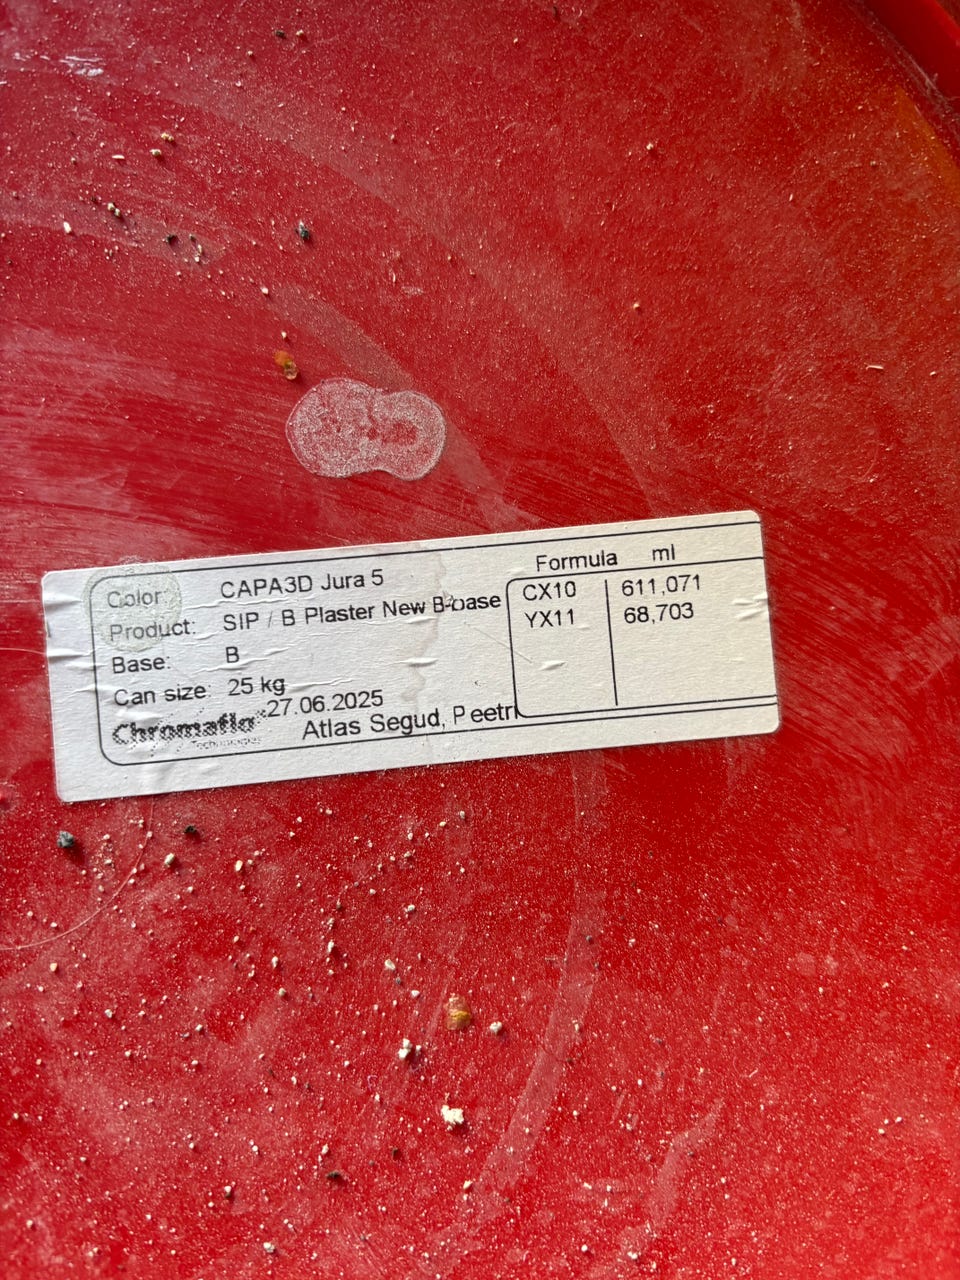 Formula ml
Color: CAPA3D Jura 5
CX10 611,071
Product: SIP / B Plaster New B-base
YX11 68,703
Base: B
Can size: 25 kg
27.06.2025
Chromaflo
Technologies
Atlas Segud, Peetri